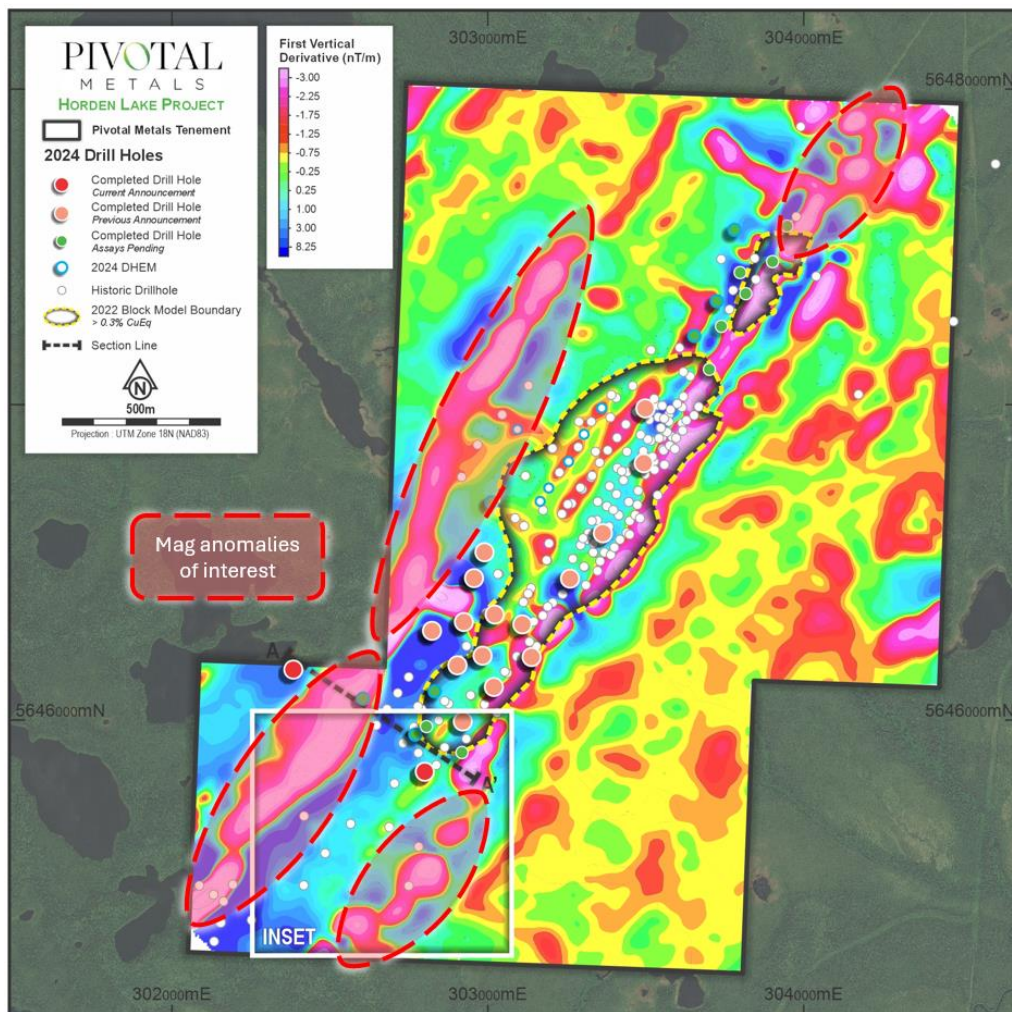 PIVOTAL
METALS
HORDEN LAKE PROJECT
Pivotal Metals Tenement
2024 Drill Holes
Completed Drill Hole
Current Announcement
Completed Drill Hole
Previous Announcement
Completed Drill Hole
Assays Pending
2024 DHEM
Historic Drillhole
2022 Block Model Boundary
> 0.3% CuEq
Section Line
N
500m
Projection : UTM Zone 18N (NAD83)
First Vertical
Derivative (nT/m)
-3.00
-2.25
-1.75
-1.25
-0.75
-0.25
0.25
1.00
3.00
8.25
303000mE
304000mE
5648000mN
Mag anomalies
of interest
A
5646000mN
5646000mN
A'
INSET
302000mE
303000mE
304000mE